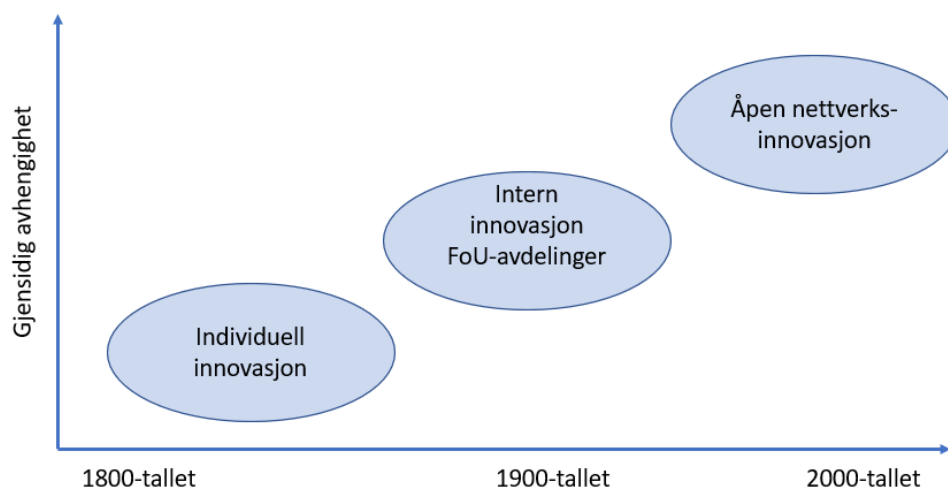 Gjensidig avhengighet
Åpen nettverks-
innovasjon
Intern
innovasjon
FoU-avdelinger
Individuell
innovasjon
1800-tallet
1900-tallet
2000-tallet